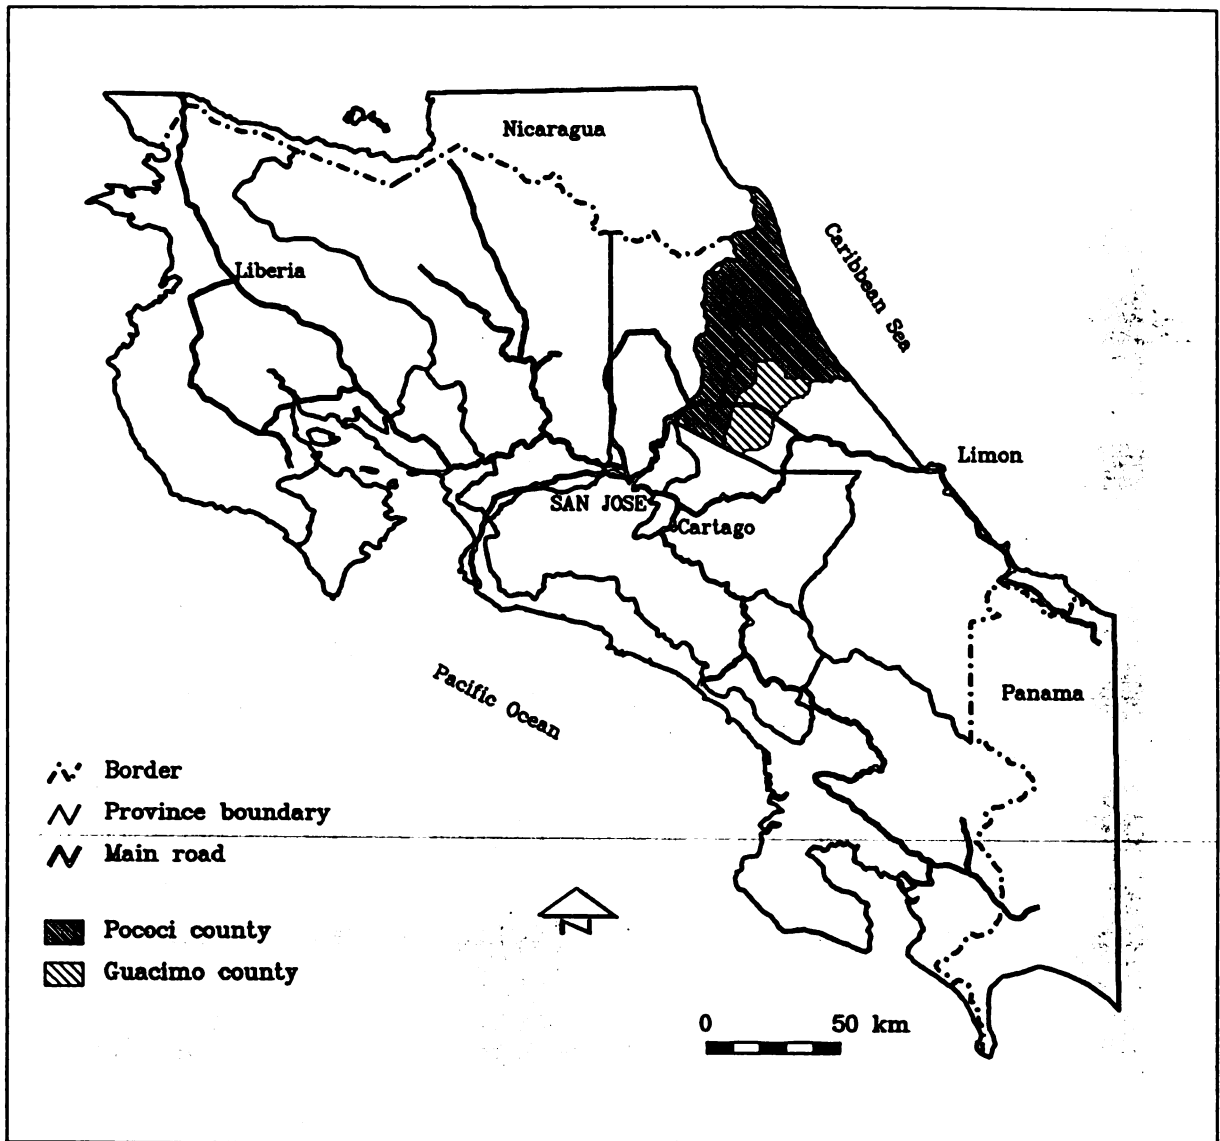 Nicaragua
Caribbean Sea
Liberia
Limon
SAN JOSE
Cartago
Pacific Ocean
Panama
Border
Province boundary
Main road
Pococi county
Guacimo county
N
0 50 km